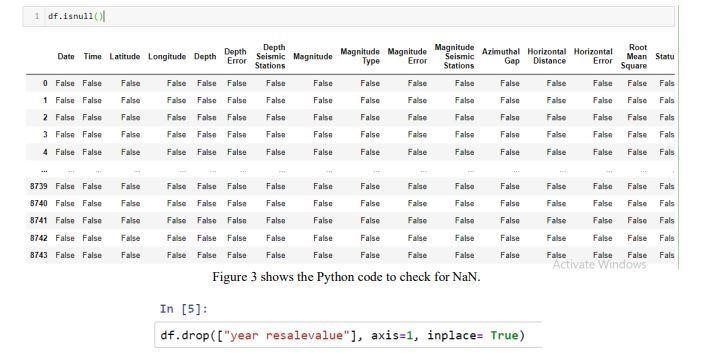 1 df.isnull()
Date Time Latitude Longitude Depth Depth Error Depth Seismic Stations Magnitude Magnitude Type Magnitude Error Magnitude Seismic Stations Azimuthal Gap Horizontal Distance Horizontal Error Root Mean Square Statu
0 False False False False False False False False False False False False False False False Fals
1 False False False False False False False False False False False False False False False Fals
2 False False False False False False False False False False False False False False False Fals
3 False False False False False False False False False False False False False False False Fals
4 False False False False False False False False False False False False False False False Fals
... ... ... ... ... ... ... ... ... ... ... ... ... ... ... ... .
8739 False False False False False False False False False False False False False False False Fals
8740 False False False False False False False False False False False False False False False Fals
8741 False False False False False False False False False False False False False False False Fals
8742 False False False False False False False False False False False False False False False Fals
8743 False False False False False False False False False False False False False False False Fals
Activate Windows
Figure 3 shows the Python code to check for NaN.
In [5]:
df.drop(["year resalevalue"], axis=1, inplace= True)